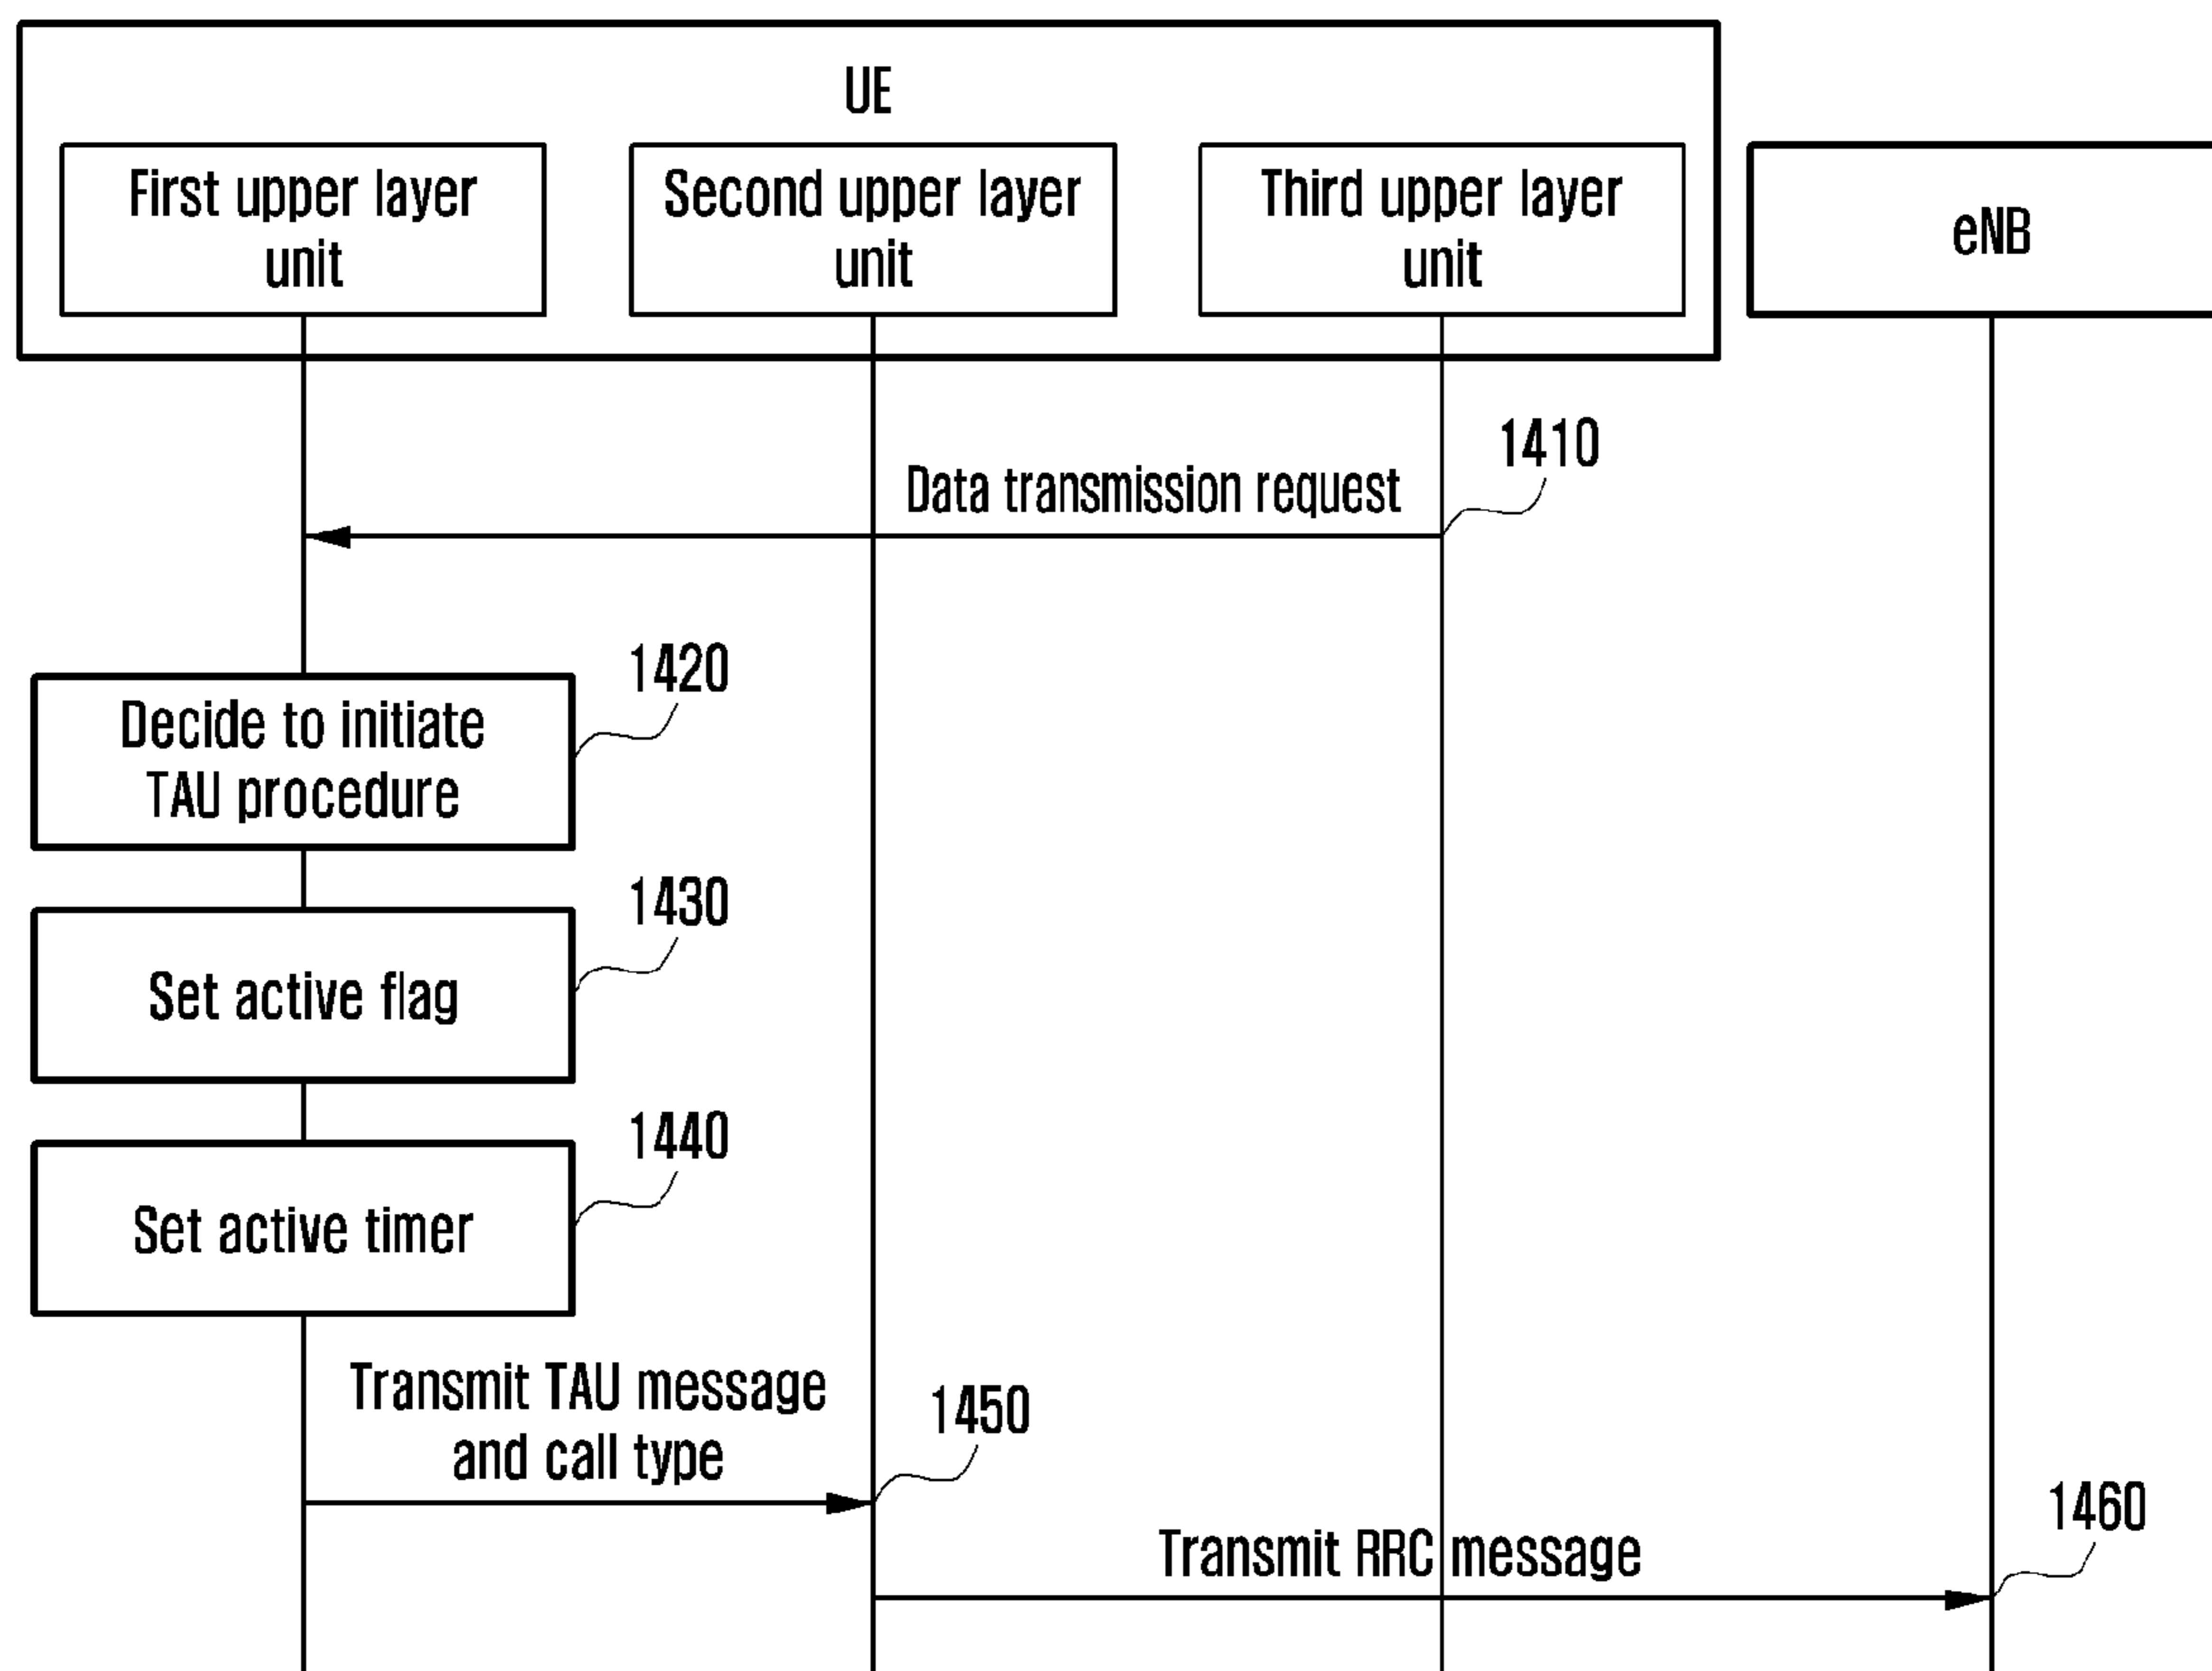 UE
First upper layer
unit
Second upper layer
unit
Third upper layer
unit
eNB
1410
Data transmission request
1420
Decide to initiate
TAU procedure
1430
Set active flag
1440
Set active timer
Transmit TAU message
and call type
1450
1460
Transmit RRC message